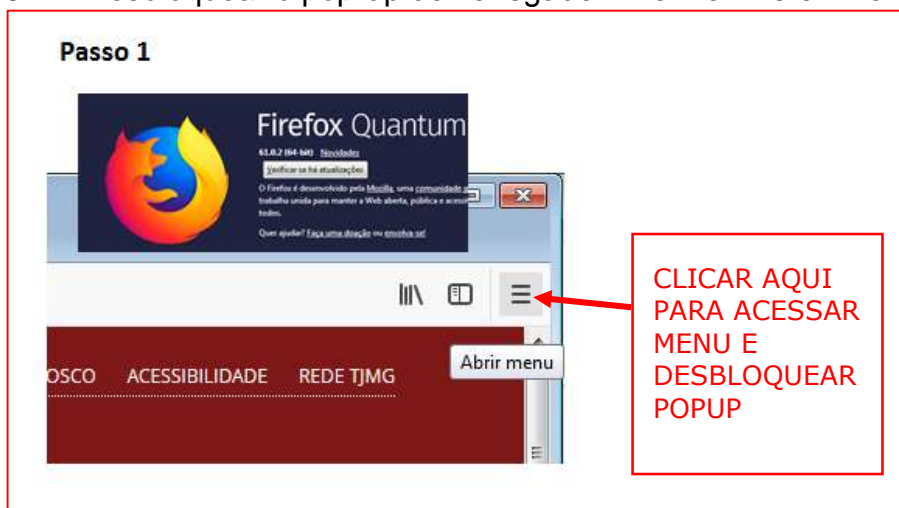 Passo 1
Firefox Quantum
61.0.2 (64-bit) Novidades
Verificar se há atualizações
O Firefox é desenvolvido pela Mozilla, uma comunidade
trabalha unida para manter a Web aberta, pública e
todos.
Quer ajudar? Faça uma doação ou envolva-se!
OSCO ACESSIBILIDADE REDE TJMG
Abrir menu
CLICAR AQUI
PARA ACESSAR
MENU E
DESBLOQUEAR
POPUP